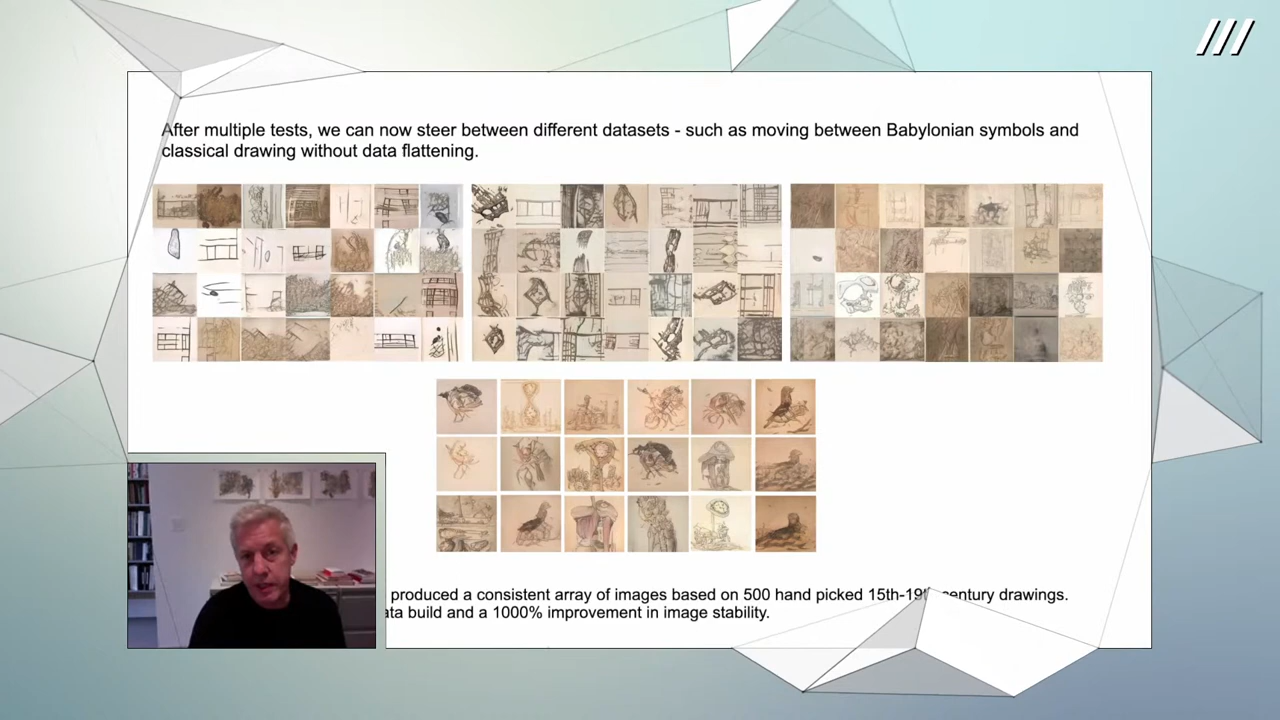 After multiple tests, we can now steer between different datasets - such as moving between Babylonian symbols and
classical drawing without data flattening.
produced a consistent array of images based on 500 hand picked 15th-19th century drawings.
build and a 1000% improvement in image stability.